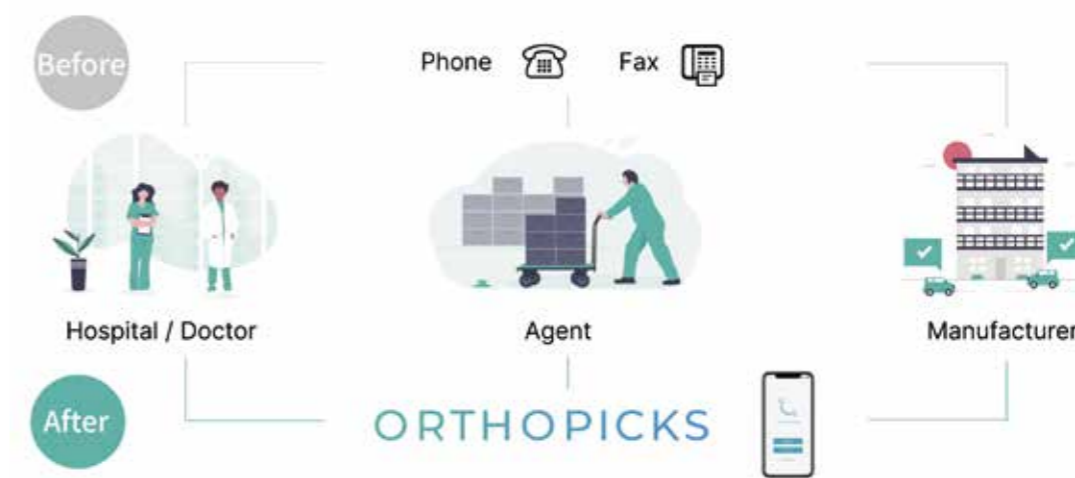 Before
Phone
Fax
Hospital / Doctor
Agent
Manufacturer
After
ORTHOPICKS